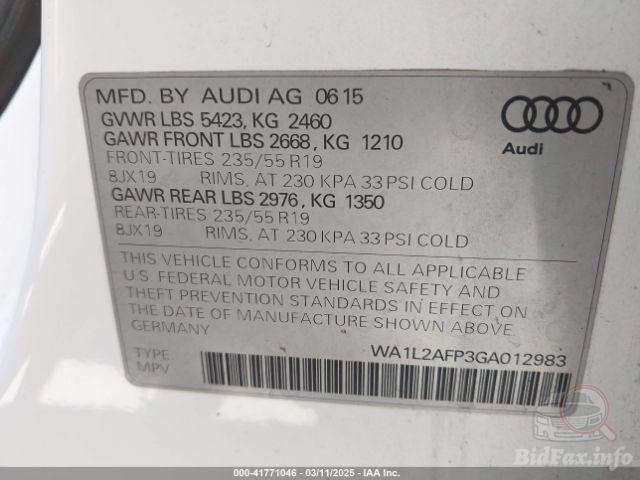 MFD. BY AUDI AG 06 15
GVWR LBS 5423, KG 2460
GAWR FRONT LBS 2668, KG 1210
FRONT-TIRES 235/55 R19
8JX19 RIMS, AT 230 KPA 33 PSI COLD
GAWR REAR LBS 2976, KG 1350
REAR-TIRES 235/55 R19
8JX19 RIMS, AT 230 KPA 33 PSI COLD
Audi
THIS VEHICLE CONFORMS TO ALL APPLICABLE
U.S. FEDERAL MOTOR VEHICLE SAFETY AND
THEFT PREVENTION STANDARDS IN EFFECT ON
THE DATE OF MANUFACTURE SHOWN ABOVE.
GERMANY
WA1L2AFP3GA012983
TYPE
MPV
BidFax.info
000-41771046 - 03/11/2025 - IAA Inc.